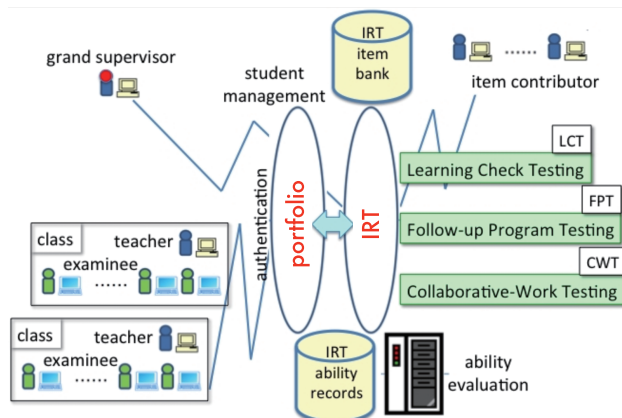 grand supervisor
student
management
IRT
item
bank
......
item contributor
authentication
portfolio
IRT
LCT
Learning Check Testing
FPT
Follow-up Program Testing
CWT
Collaborative-Work Testing
class
teacher
examinee
......
class
teacher
examinee
......
IRT
ability
records
ability
evaluation